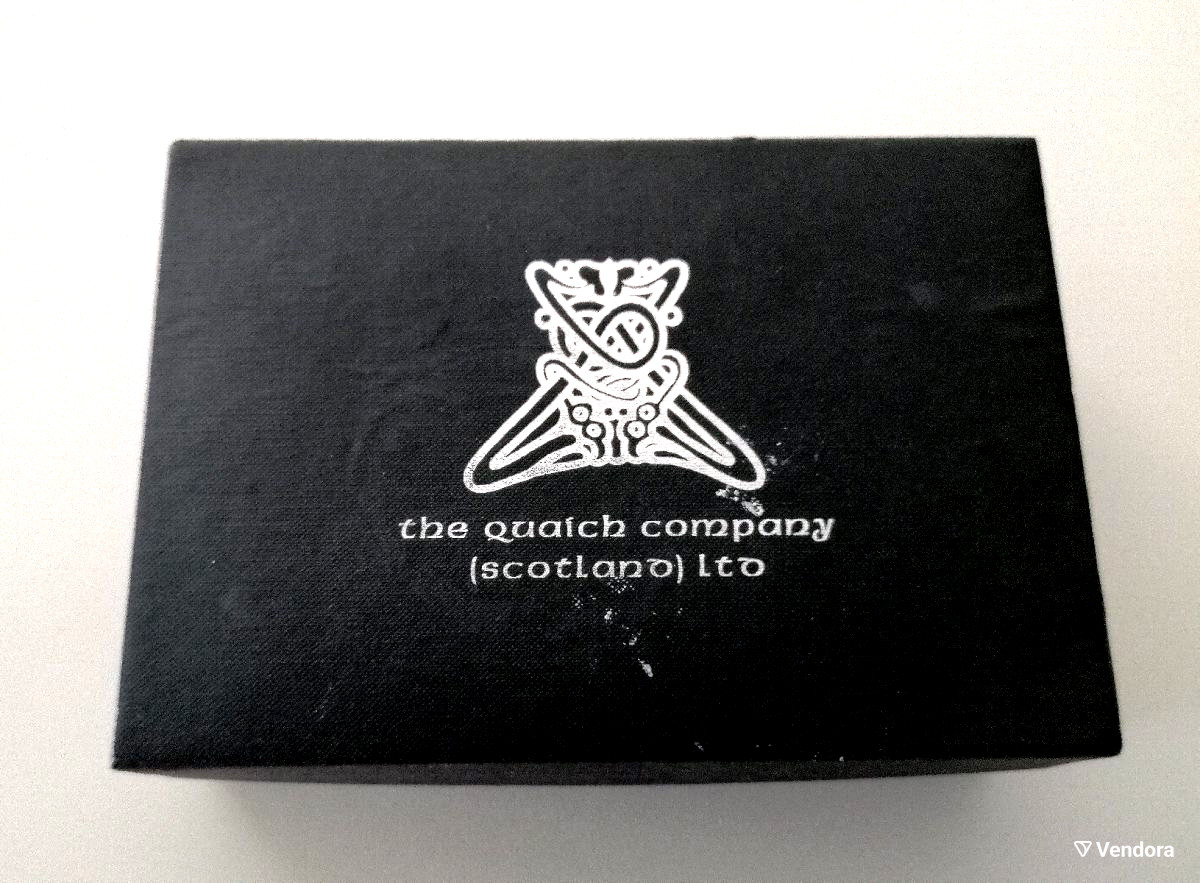 the quaich company
(scotland) ltd
Vendora